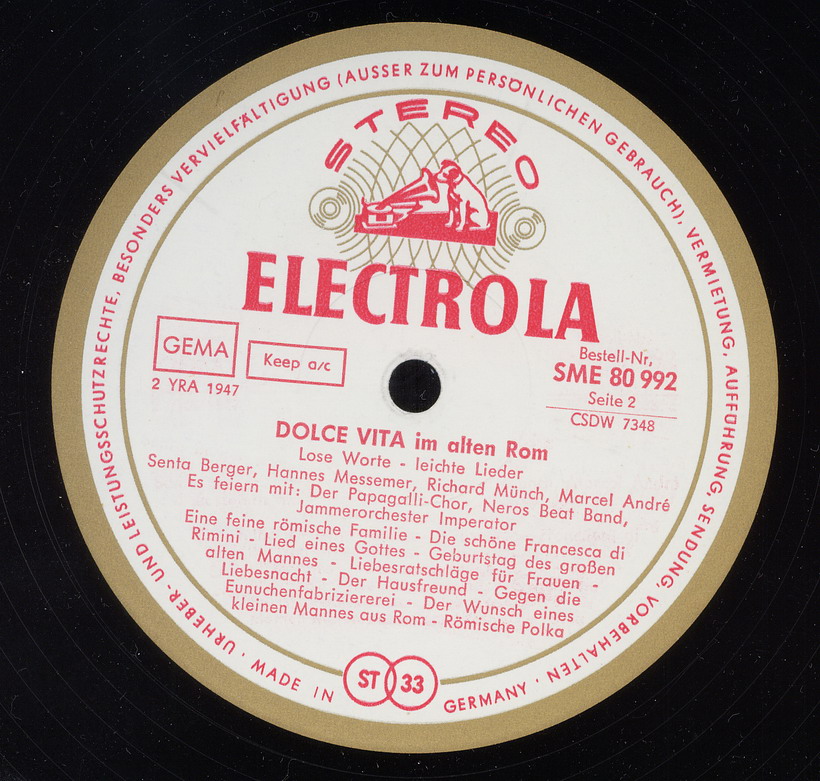 URHEBER- UND LEISTUNGSSCHUTZRECHTE, BESONDERS VERVIELFÄLTIGUNG (AUSSER ZUM PERSÖNLICHEN GEBRAUCH), VERMIETUNG, AUFFÜHRUNG, SENDUNG, VORBEHALTEN ·
STEREO
ELECTROLA
GEMA
Keep a/c
2 YRA 1947
Bestell-Nr,
SME 80 992
Seite 2
CSDW 7348
DOLCE VITA im alten Rom
Lose Worte - leichte Lieder
Senta Berger, Hannes Messemer, Richard Münch, Marcel André
Es feiern mit: Der Papagalli-Chor, Neros Beat Band,
Jammerorchester Imperator
Eine feine römische Familie - Die schöne Francesca di
Rimini - Lied eines Gottes - Geburtstag des großen
alten Mannes - Liebesratschläge für Frauen -
Liebesnacht - Der Hausfreund - Gegen die
Eunuchenfabriziererei - Der Wunsch eines
kleinen Mannes aus Rom - Römische Polka
· MADE IN GERMANY ·
ST 33